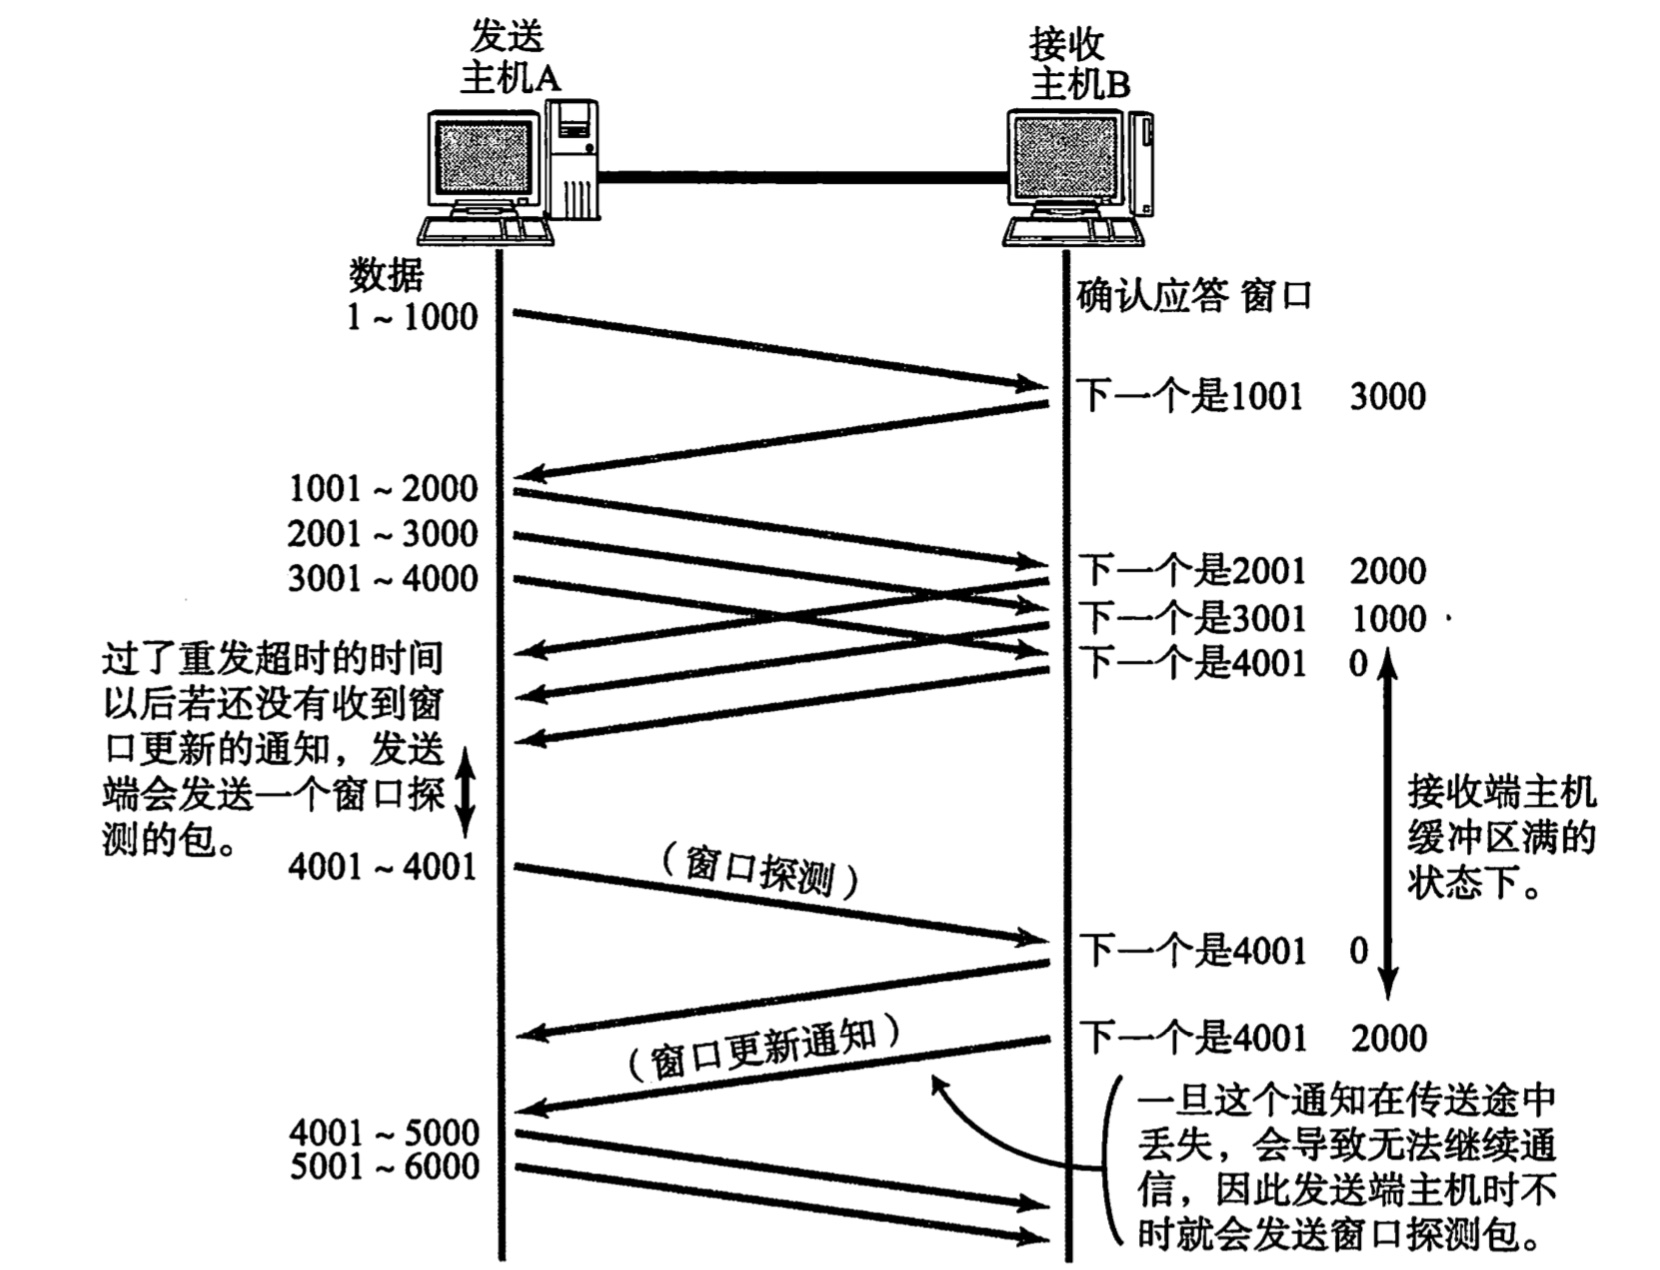 发送
主机A
接收
主机B
数据
确认应答 窗口
1～1000
下一个是1001 3000
1001～2000
2001～3000
3001～4000
下一个是2001 2000
下一个是3001 1000
下一个是4001 0
过了重发超时的时间
以后若还没有收到窗
口更新的通知，发送
端会发送一个窗口探
测的包。
接收端主机
缓冲区满的
状态下。
4001～4001
（窗口探测）
下一个是4001 0
（窗口更新通知）
下一个是4001 2000
4001～5000
5001～6000
一旦这个通知在传送途中
丢失，会导致无法继续通
信，因此发送端主机时不
时就会发送窗口探测包。